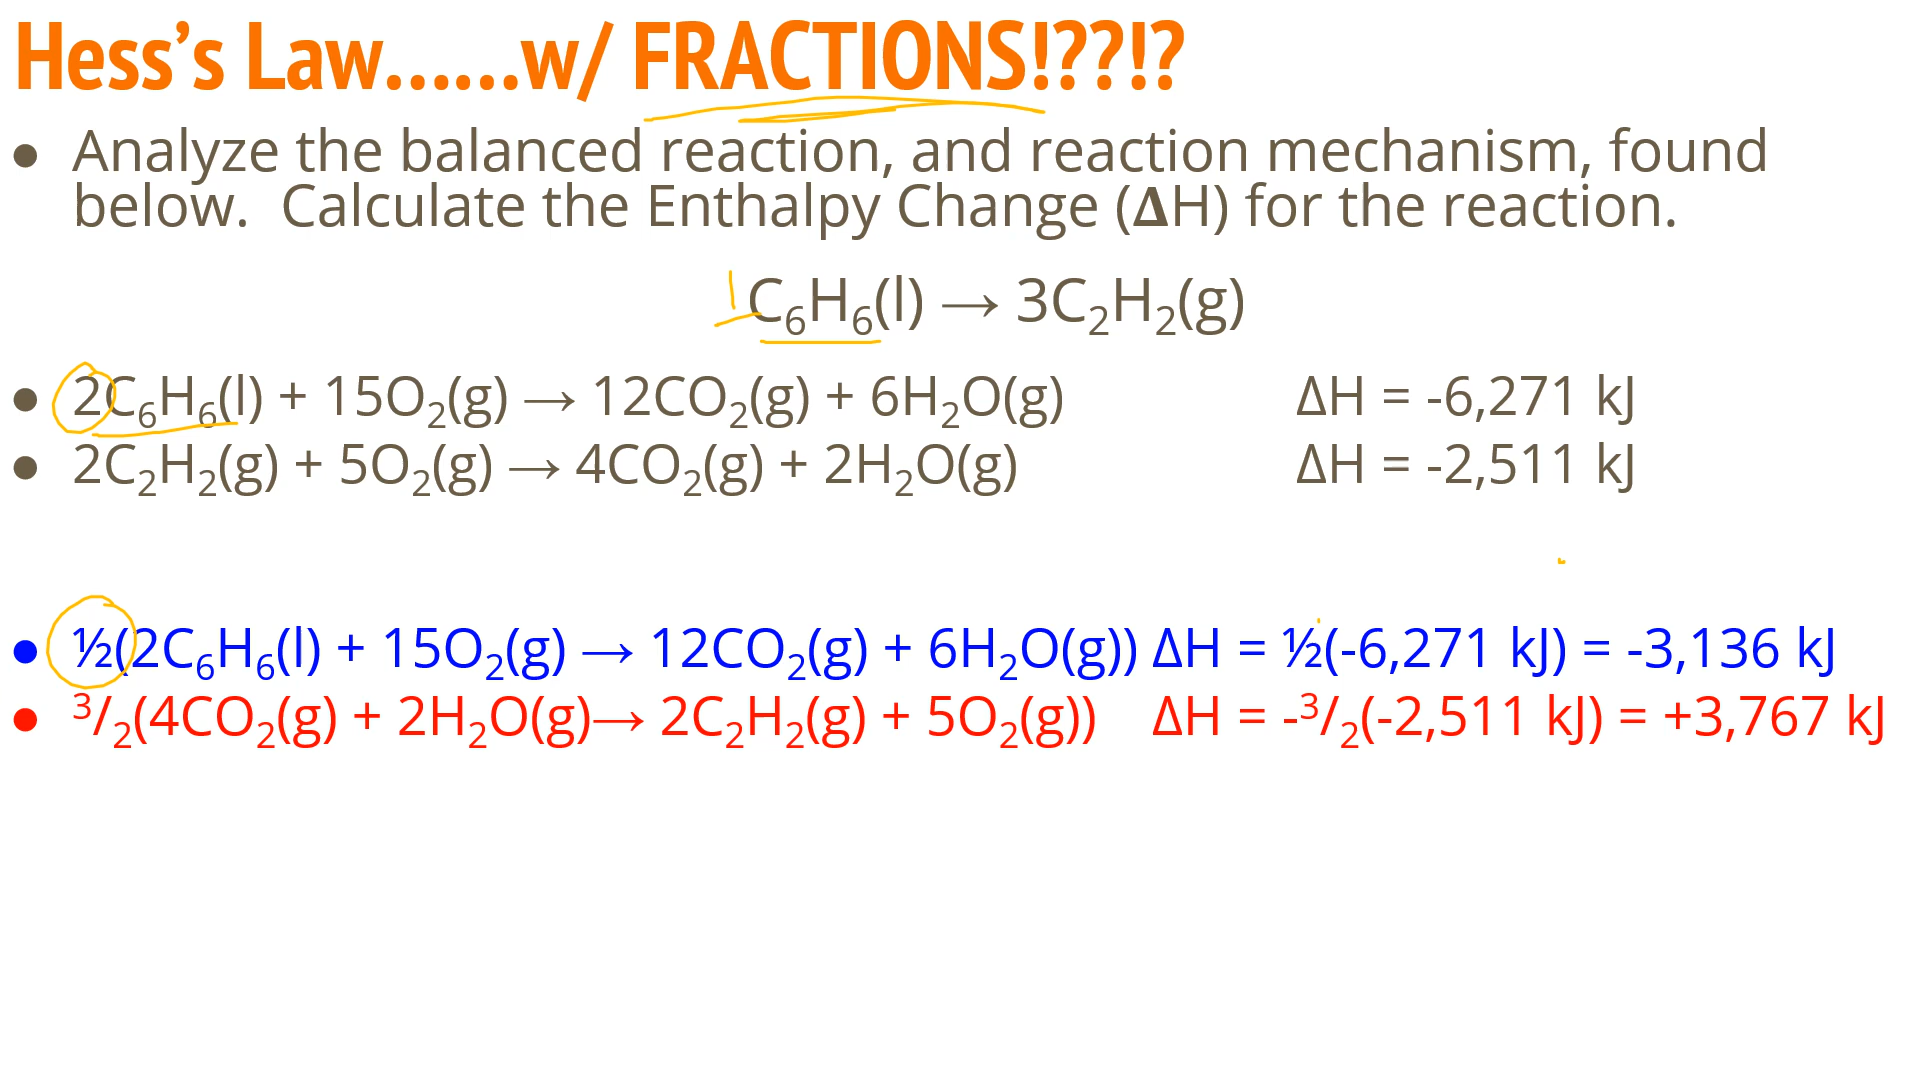 Hess’s Law……w/ FRACTIONS!??!?
● Analyze the balanced reaction, and reaction mechanism, found
below.  Calculate the Enthalpy Change (ΔH) for the reaction.
1 C₆H₆(l) → 3C₂H₂(g)
● 2C₆H₆(l) + 15O₂(g) → 12CO₂(g) + 6H₂O(g) ΔH = -6,271 kJ
● 2C₂H₂(g) + 5O₂(g) → 4CO₂(g) + 2H₂O(g) ΔH = -2,511 kJ
● ½(2C₆H₆(l) + 15O₂(g) → 12CO₂(g) + 6H₂O(g)) ΔH = ½(-6,271 kJ) = -3,136 kJ
● ³/₂(4CO₂(g) + 2H₂O(g)→ 2C₂H₂(g) + 5O₂(g)) ΔH = -³/₂(-2,511 kJ) = +3,767 kJ